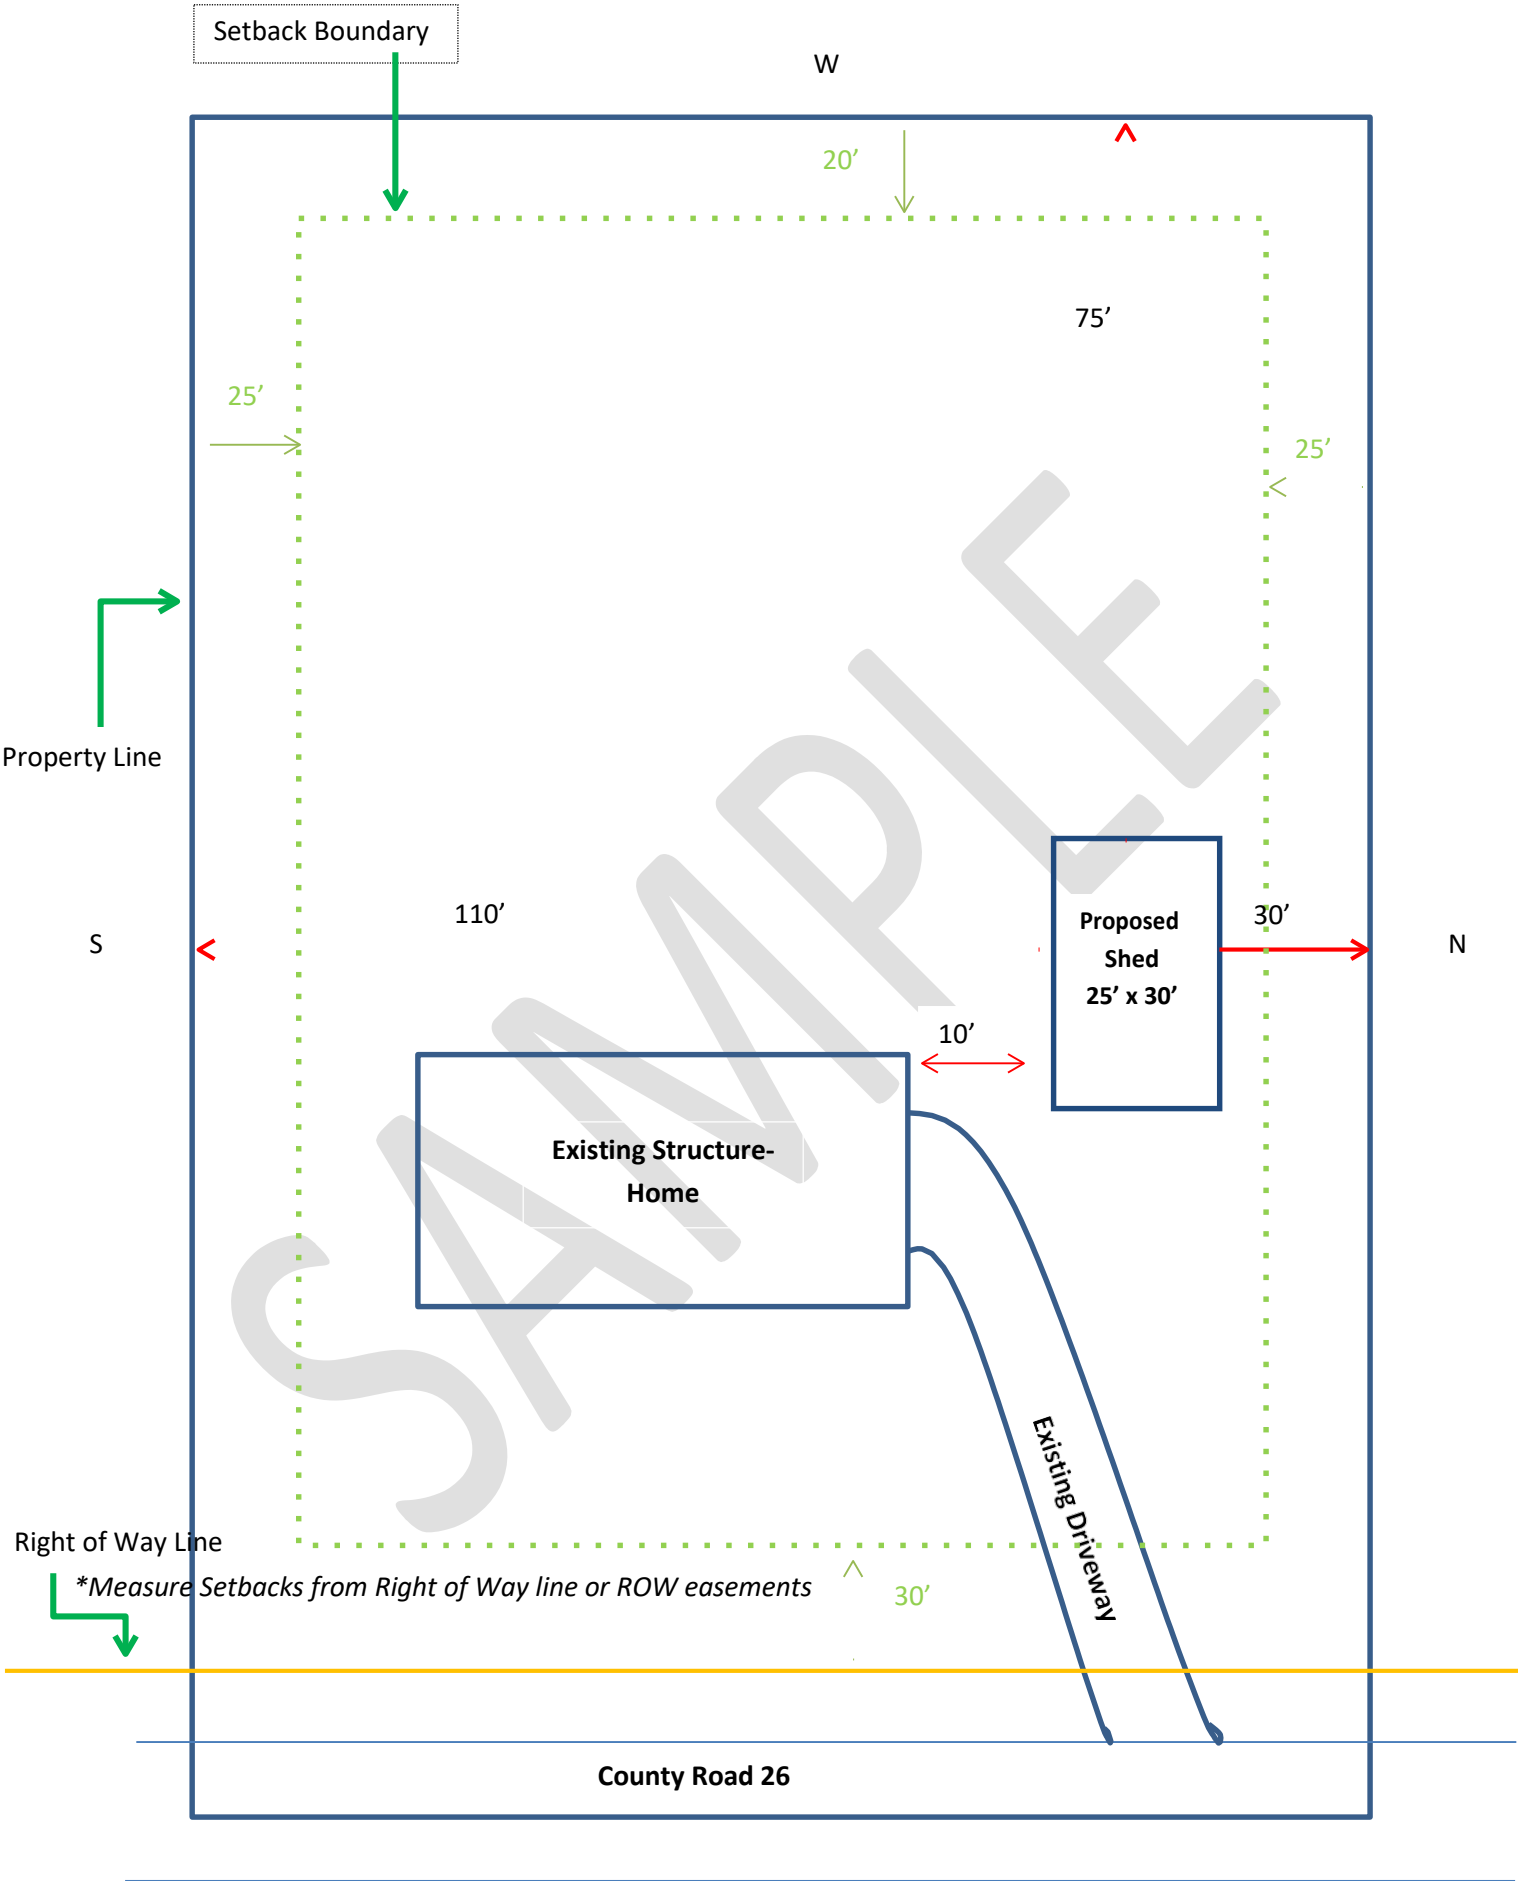 Setback Boundary
W
20’
75’
25’
25’
Property Line
110’
Proposed
Shed
25’ x 30’
30’
S
N
10’
Existing Structure-
Home
SAMPLE
Existing Driveway
Right of Way Line
*Measure Setbacks from Right of Way line or ROW easements
30’
County Road 26